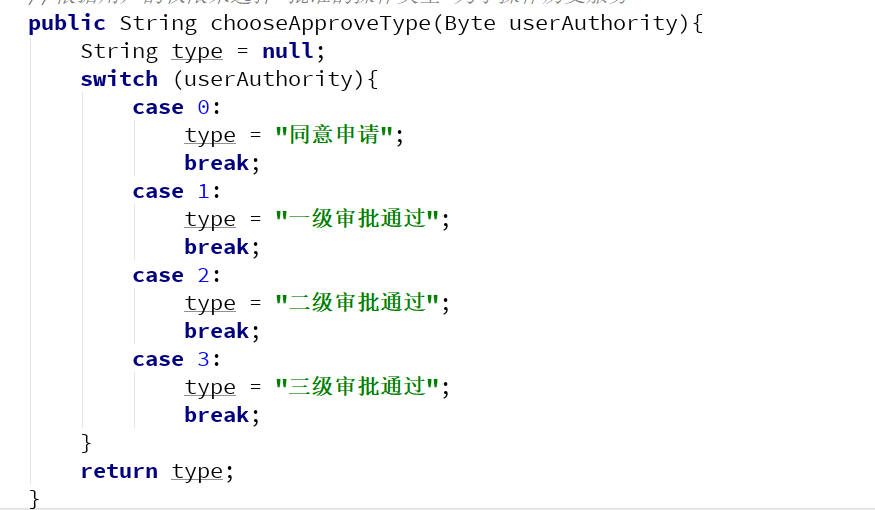 public String chooseApproveType(Byte userAuthority){
String type = null;
switch (userAuthority){
case 0:
type = "同意申请";
break;
case 1:
type = "一级审批通过";
break;
case 2:
type = "二级审批通过";
break;
case 3:
type = "三级审批通过";
break;
}
return type;
}